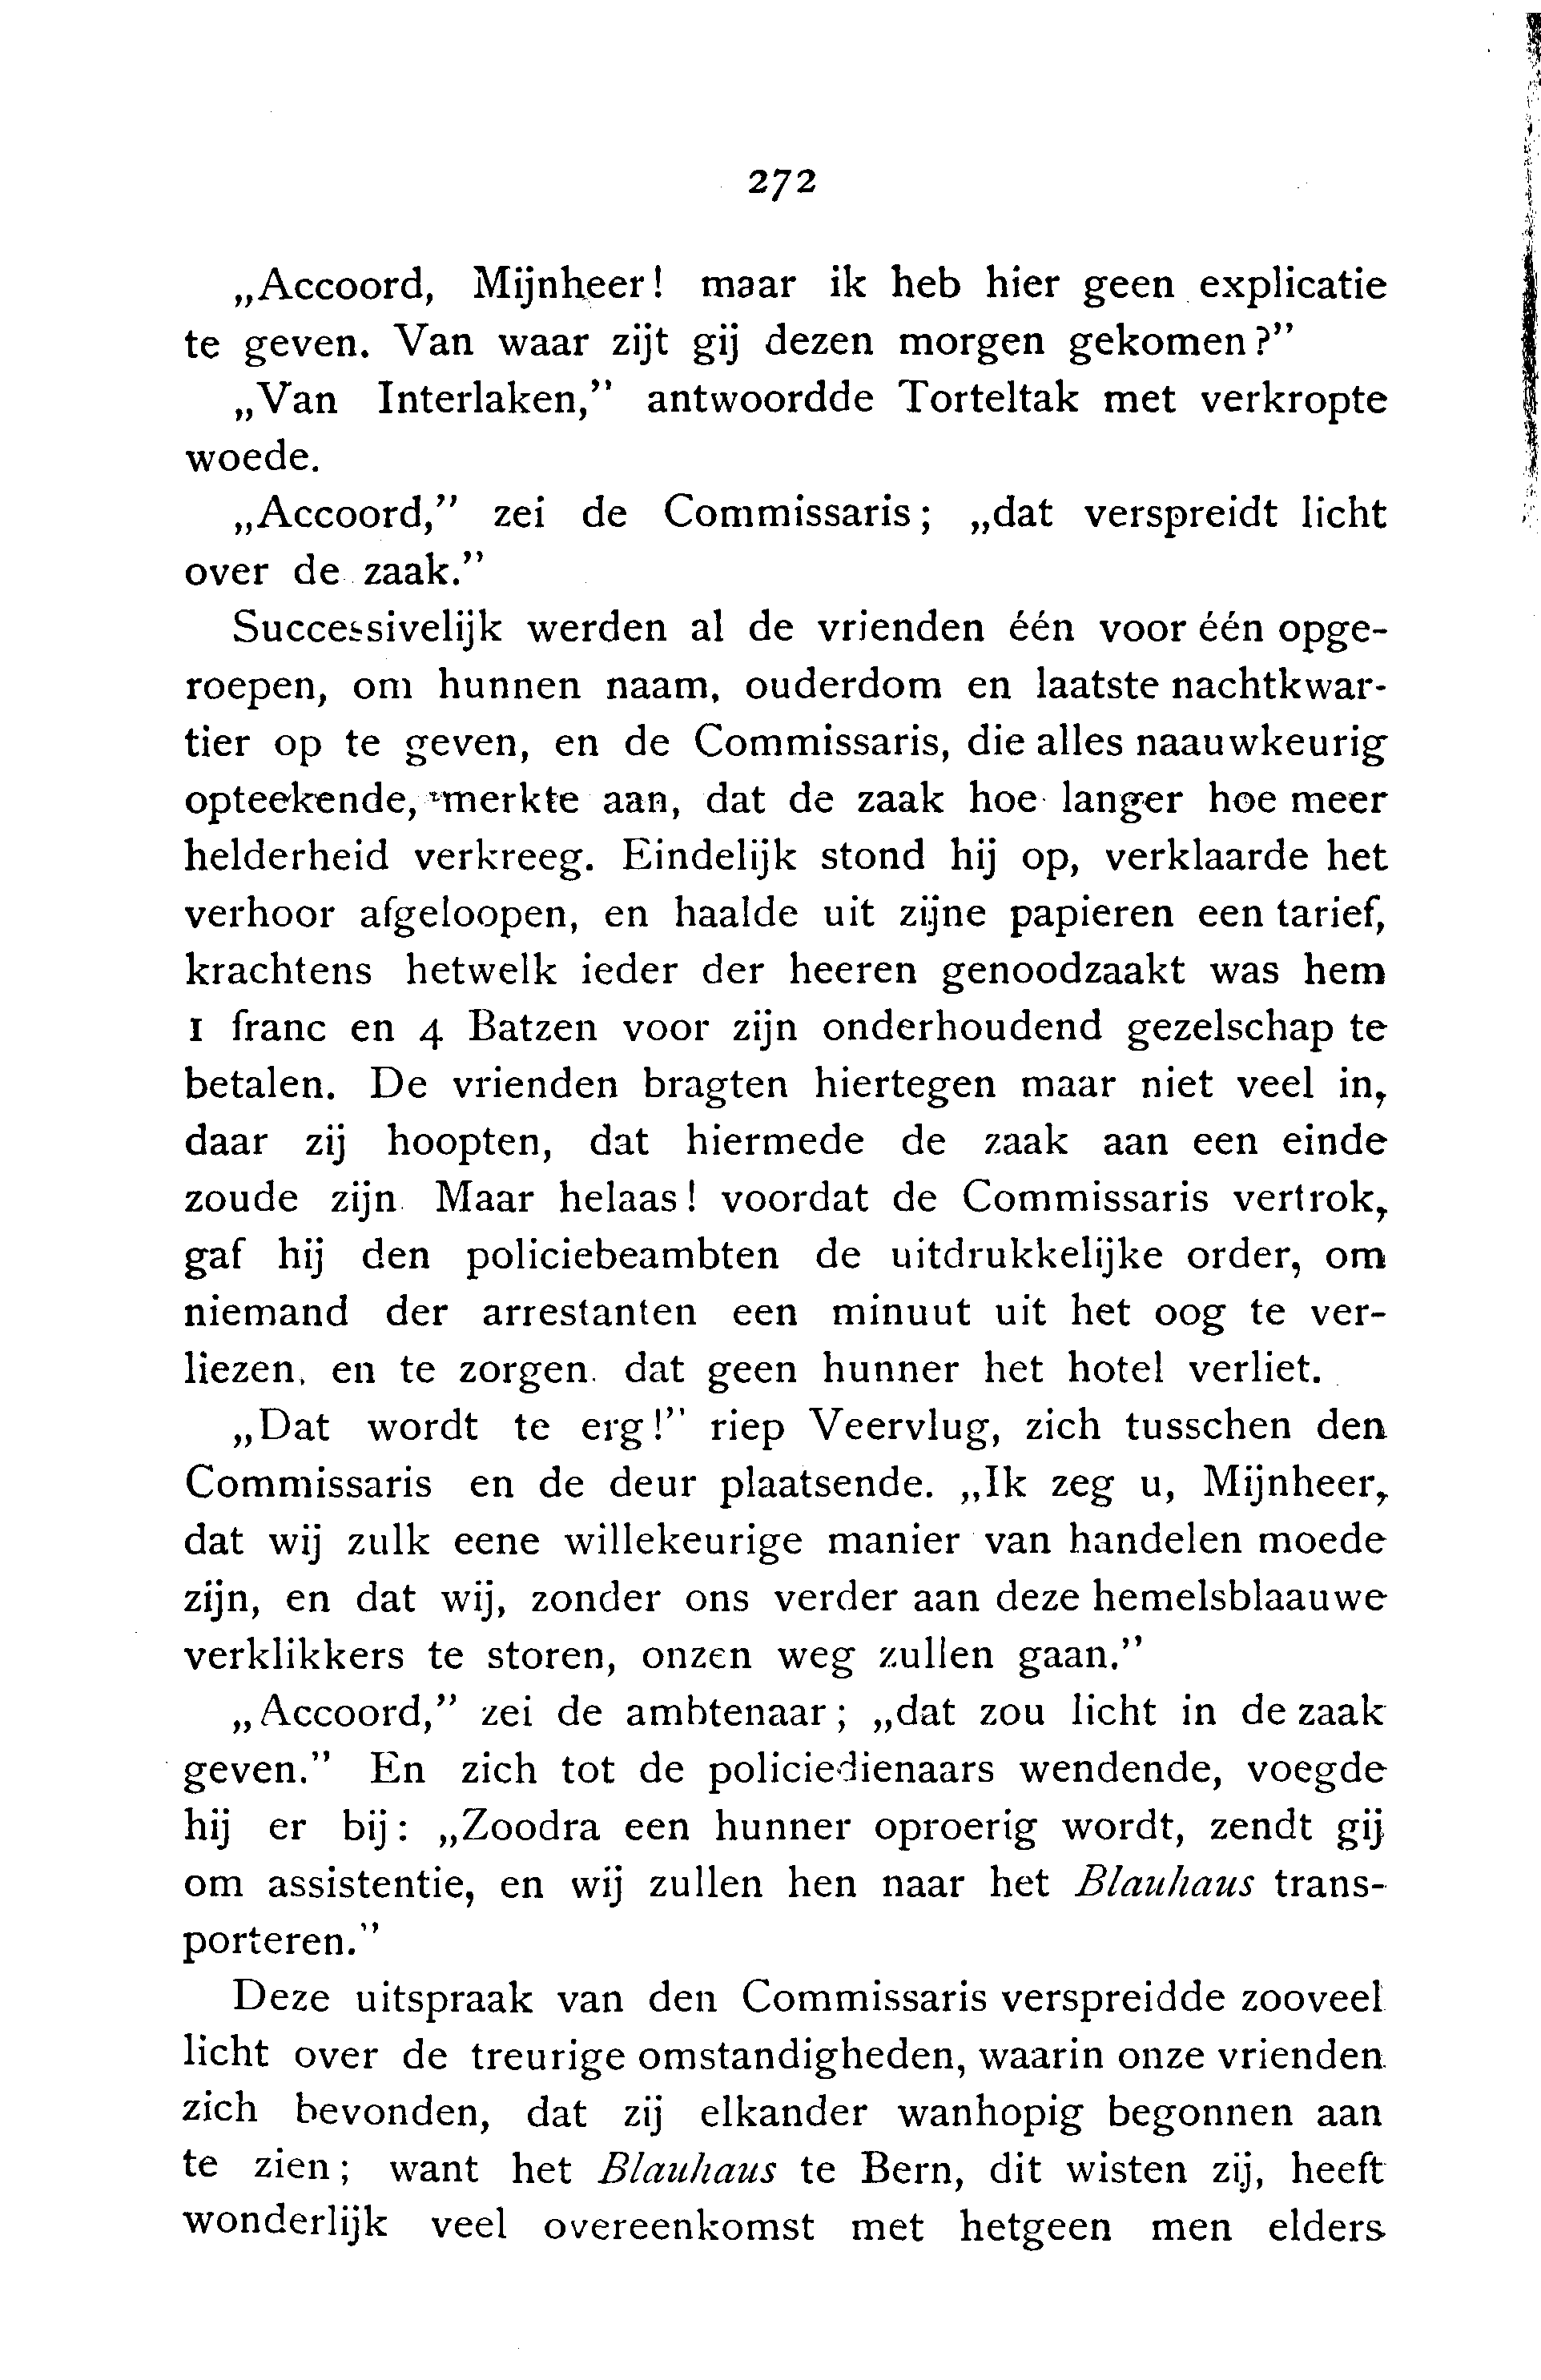 272
„Accoord, Mijnheer! maar ik heb hier geen explicatie
te geven. Van waar zijt gij dezen morgen gekomen?”
„Van Interlaken,” antwoordde Torteltak met verkropte
woede.
„Accoord,” zei de Commissaris; „dat verspreidt licht
over de zaak.”
Successivelijk werden al de vrienden één voor één opge-
roepen, om hunnen naam, ouderdom en laatste nachtkwar-
tier op te geven, en de Commissaris, die alles naauwkeurig
opteekende, merkte aan, dat de zaak hoe langer hoe meer
helderheid verkreeg. Eindelijk stond hij op, verklaarde het
verhoor afgeloopen, en haalde uit zijne papieren een tarief,
krachtens hetwelk ieder der heeren genoodzaakt was hem
1 franc en 4 Batzen voor zijn onderhoudend gezelschap te
betalen. De vrienden bragten hiertegen maar niet veel in,
daar zij hoopten, dat hiermede de zaak aan een einde
zoude zijn. Maar helaas! voordat de Commissaris vertrok,
gaf hij den policiebeambten de uitdrukkelijke order, om
niemand der arrestanten een minuut uit het oog te ver-
liezen, en te zorgen. dat geen hunner het hotel verliet.
„Dat wordt te erg!” riep Veervlug, zich tusschen den
Commissaris en de deur plaatsende. „Ik zeg u, Mijnheer,
dat wij zulk eene willekeurige manier van handelen moede
zijn, en dat wij, zonder ons verder aan deze hemelsblaauwe
verklikkers te storen, onzen weg zullen gaan.”
„Accoord,” zei de ambtenaar; „dat zou licht in de zaak
geven.” En zich tot de policiedienaars wendende, voegde
hij er bij: „Zoodra een hunner oproerig wordt, zendt gij
om assistentie, en wij zullen hen naar het Blauhaus trans-
porteren.”
Deze uitspraak van den Commissaris verspreidde zooveel
licht over de treurige omstandigheden, waarin onze vrienden
zich bevonden, dat zij elkander wanhopig begonnen aan
te zien; want het Blauhaus te Bern, dit wisten zij, heeft
wonderlijk veel overeenkomst met hetgeen men elders